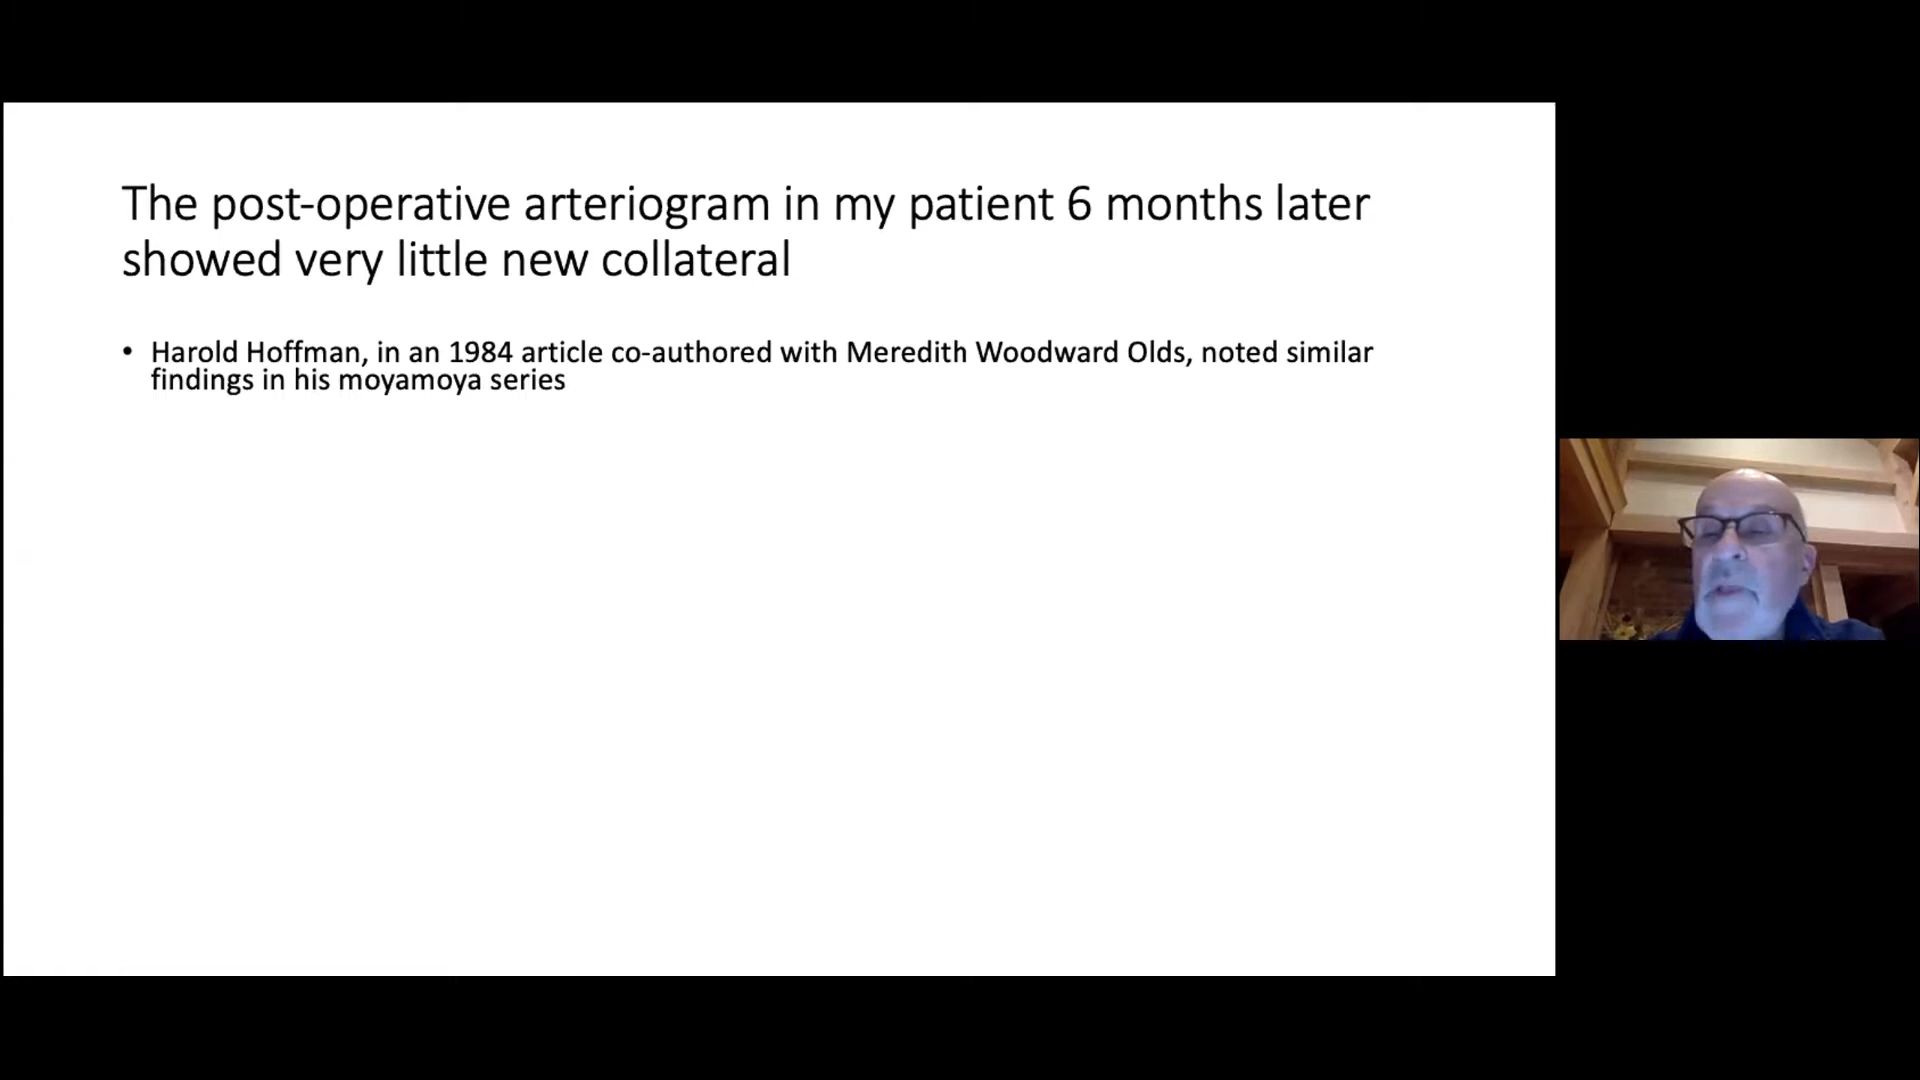 The post-operative arteriogram in my patient 6 months later
showed very little new collateral
• Harold Hoffman, in an 1984 article co-authored with Meredith Woodward Olds, noted similar
findings in his moyamoya series